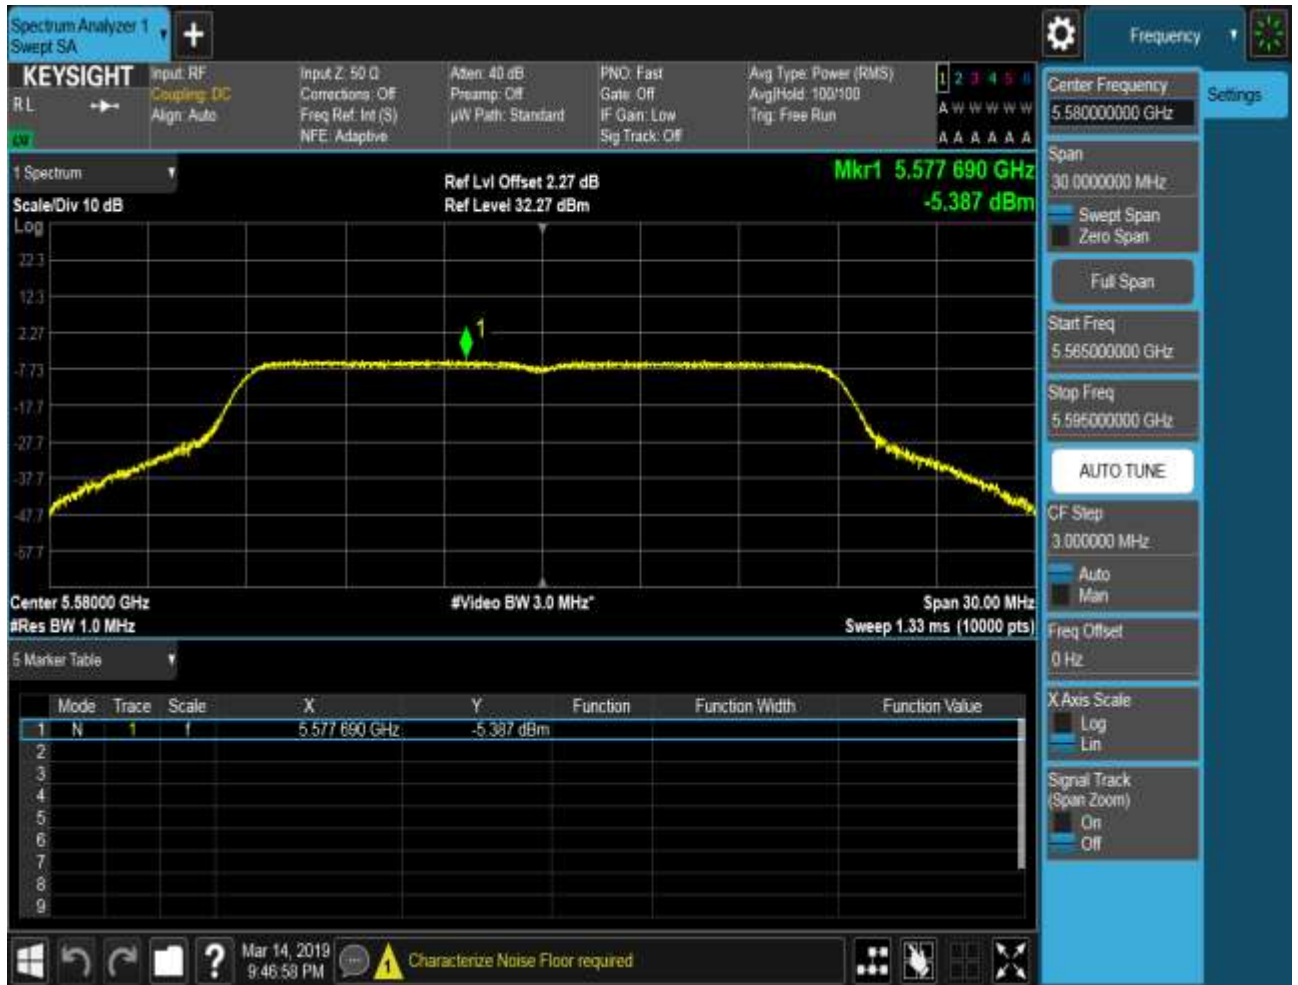 Spectrum Analyzer 1
Swept SA
+
Frequency
KEYSIGHT
RL
Input: RF
Coupling: DC
Align: Auto
Input Z: 50 Ω
Corrections: Off
Freq Ref: Int (S)
NFE: Adaptive
Atten: 40 dB
Preamp: Off
µW Path: Standard
PNO: Fast
Gate: Off
IF Gain: Low
Sig Track: Off
Avg Type: Power (RMS)
Avg|Hold: 100/100
Trig: Free Run
1 2 3 4 5 6
A W W W W W
A A A A A A
1 Spectrum
Scale/Div 10 dB
Ref Lvl Offset 2.27 dB
Ref Level 32.27 dBm
Mkr1 5.577 690 GHz
-5.387 dBm
Log
22.3
12.3
2.27
-7.73
-17.7
-27.7
-37.7
-47.7
-57.7
1
Center 5.58000 GHz
#Video BW 3.0 MHz*
Span 30.00 MHz
#Res BW 1.0 MHz
Sweep 1.33 ms (10000 pts)
5 Marker Table
Mode Trace Scale X Y Function Function Width Function Value
1 N 1 f 5.577 690 GHz -5.387 dBm
2
3
4
5
6
7
8
9
Mar 14, 2019
9:46:58 PM
1
Characterize Noise Floor required
Settings
Center Frequency
5.580000000 GHz
Span
30.0000000 MHz
Swept Span
Zero Span
Full Span
Start Freq
5.565000000 GHz
Stop Freq
5.595000000 GHz
AUTO TUNE
CF Step
3.000000 MHz
Auto
Man
Freq Offset
0 Hz
X Axis Scale
Log
Lin
Signal Track
(Span Zoom)
On
Off